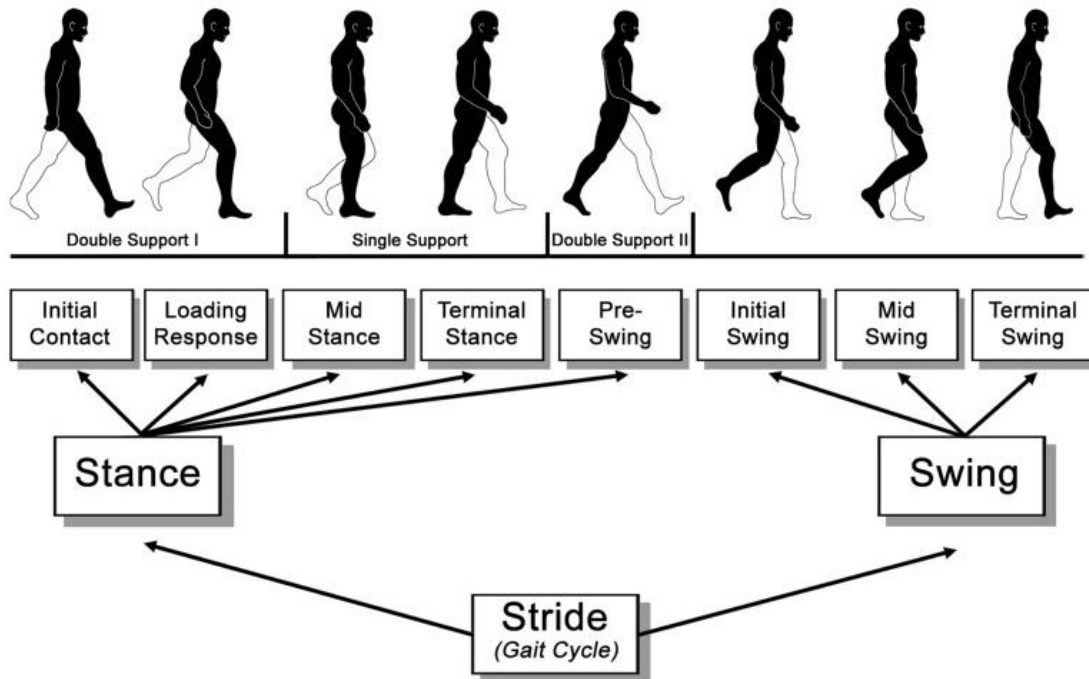 Double Support I
Single Support
Double Support II
Initial
Contact
Loading
Response
Mid
Stance
Terminal
Stance
Pre-
Swing
Initial
Swing
Mid
Swing
Terminal
Swing
Stance
Swing
Stride
(Gait Cycle)